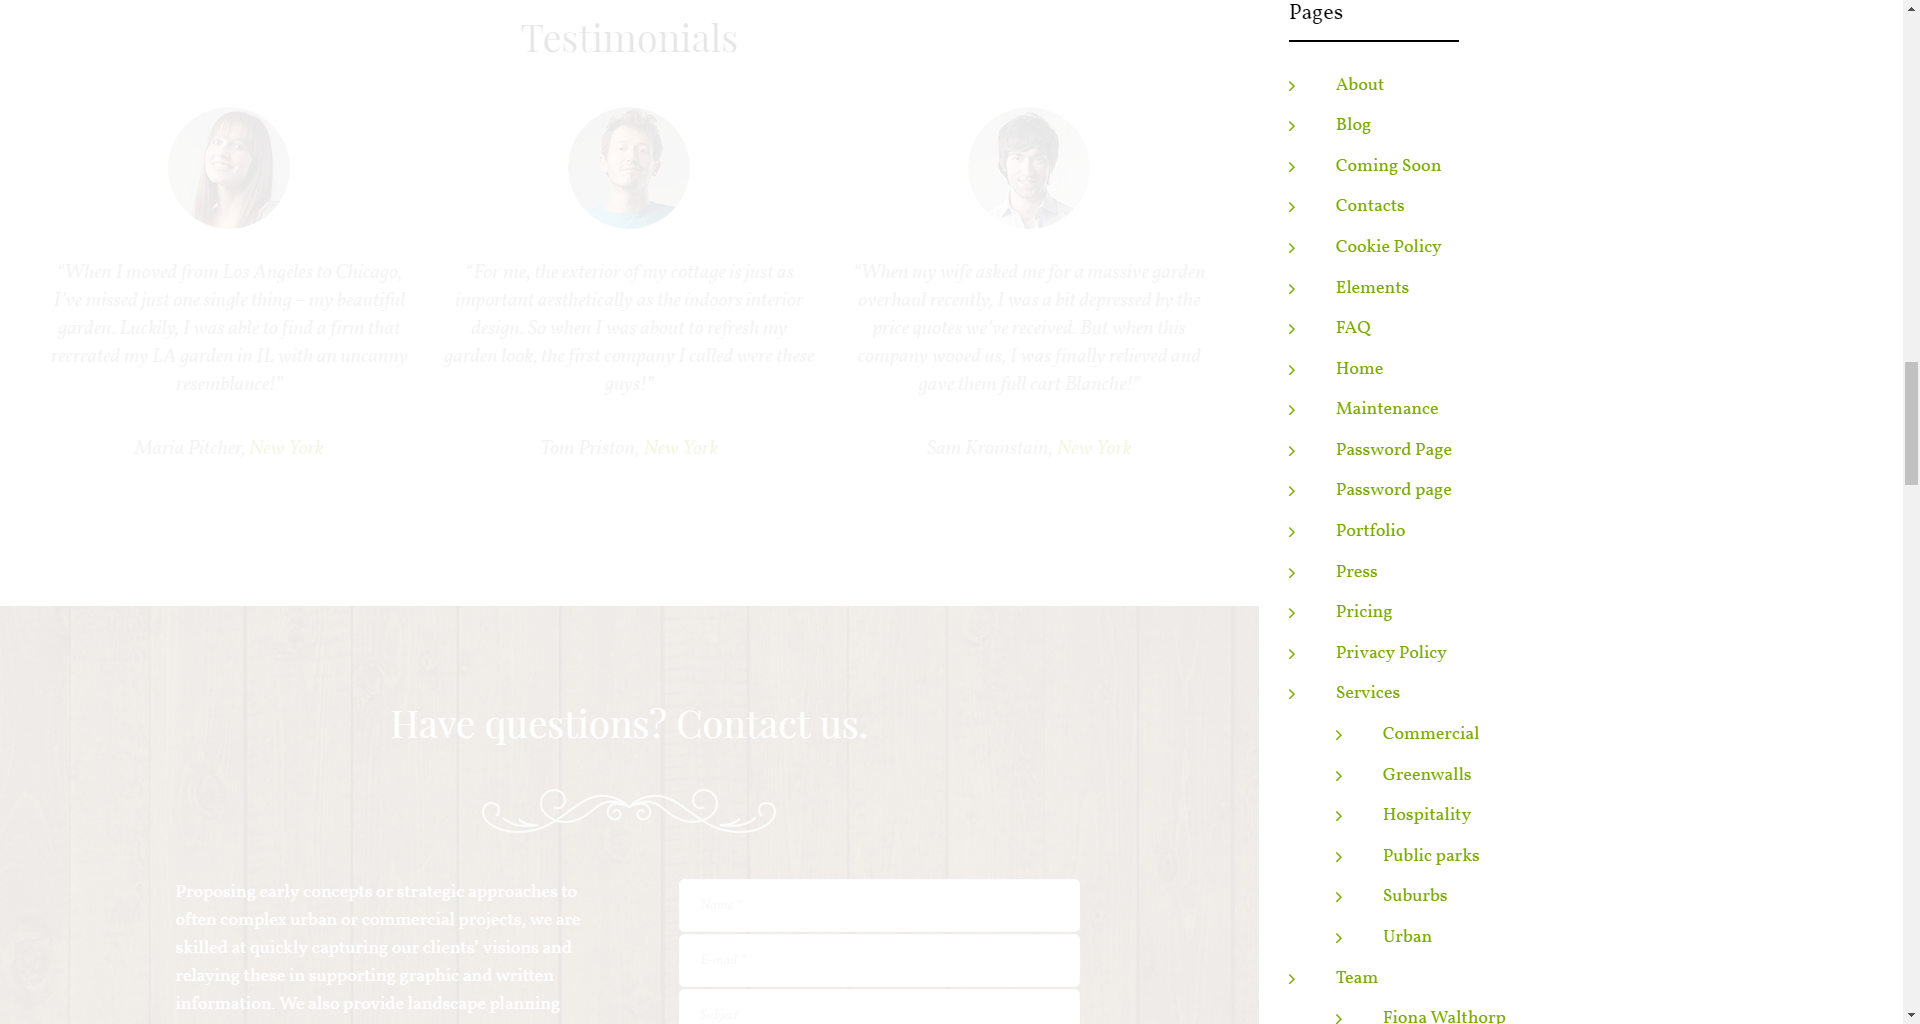 Testimonials
“When I moved from Los Angeles to Chicago,
I’ve missed just one single thing – my beautiful
garden. Luckily, I was able to find a firm that
recreated my LA garden in IL with an uncanny
resemblance!”
Maria Pitcher, New York
“For me, the exterior of my cottage is just as
important aesthetically as the indoors interior
design. So when I was about to refresh my
garden look, the first company I called were these
guys!”
Tom Priston, New York
“When my wife asked me for a massive garden
overhaul recently, I was a bit depressed by the
price quotes we’ve received. But when this
company wooed us, I was finally relieved and
gave them full cart Blanche!”
Sam Kromstain, New York
Have questions? Contact us.
Proposing early concepts or strategic approaches to
often complex urban or commercial projects, we are
skilled at quickly capturing our clients’ visions and
relaying these in supporting graphic and written
information. We also provide landscape planning
Name *
E-mail *
Subject
Pages
About
Blog
Coming Soon
Contacts
Cookie Policy
Elements
FAQ
Home
Maintenance
Password Page
Password page
Portfolio
Press
Pricing
Privacy Policy
Services
Commercial
Greenwalls
Hospitality
Public parks
Suburbs
Urban
Team
Fiona Walthorp